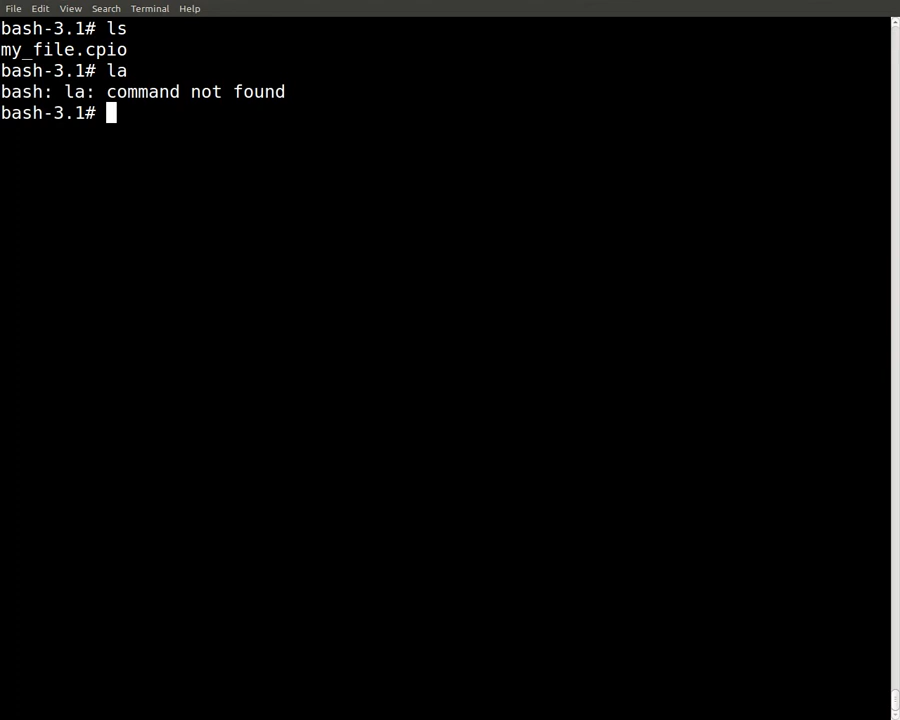 File Edit View Search Terminal Help
bash-3.1# ls
my_file.cpio
bash-3.1# la
bash: la: command not found
bash-3.1#